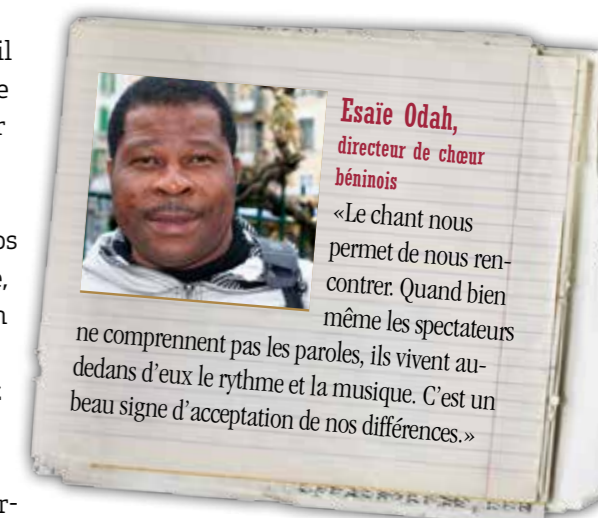 il
e
r
os
e,
n
r-
Esaïe Odah,
directeur de chœur
béninois
«Le chant nous
permet de nous ren-
contrer. Quand bien
même les spectateurs
ne comprennent pas les paroles, ils vivent au-
dedans d’eux le rythme et la musique. C’est un
beau signe d’acceptation de nos différences.»